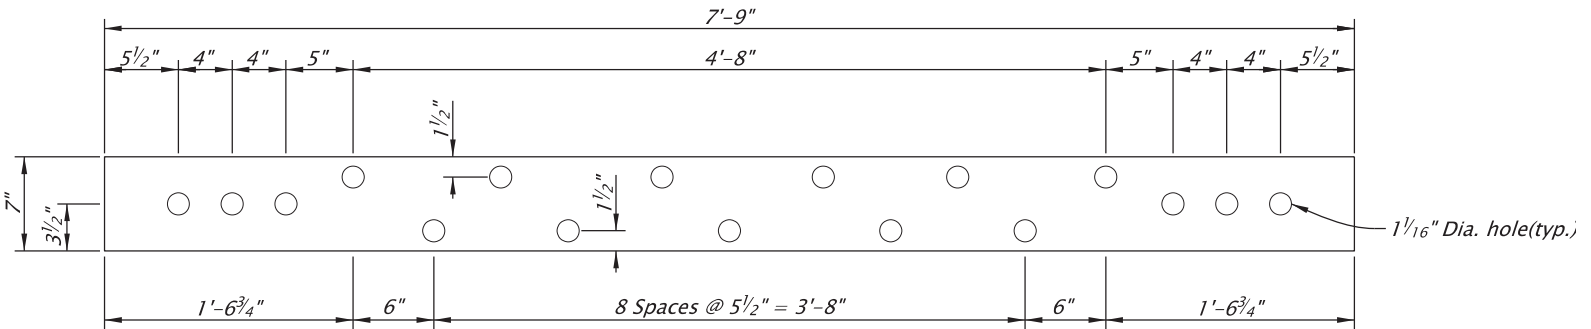 7'-9"
5 1/2" 4" 4" 5" 4'-8" 5" 4" 4" 5 1/2"
1 1/2"
1 1/2"
7"
3 1/2"
1 1/16" Dia. hole(typ.)
1'-6 3/4" 6" 8 Spaces @ 5 1/2" = 3'-8" 6" 1'-6 3/4"